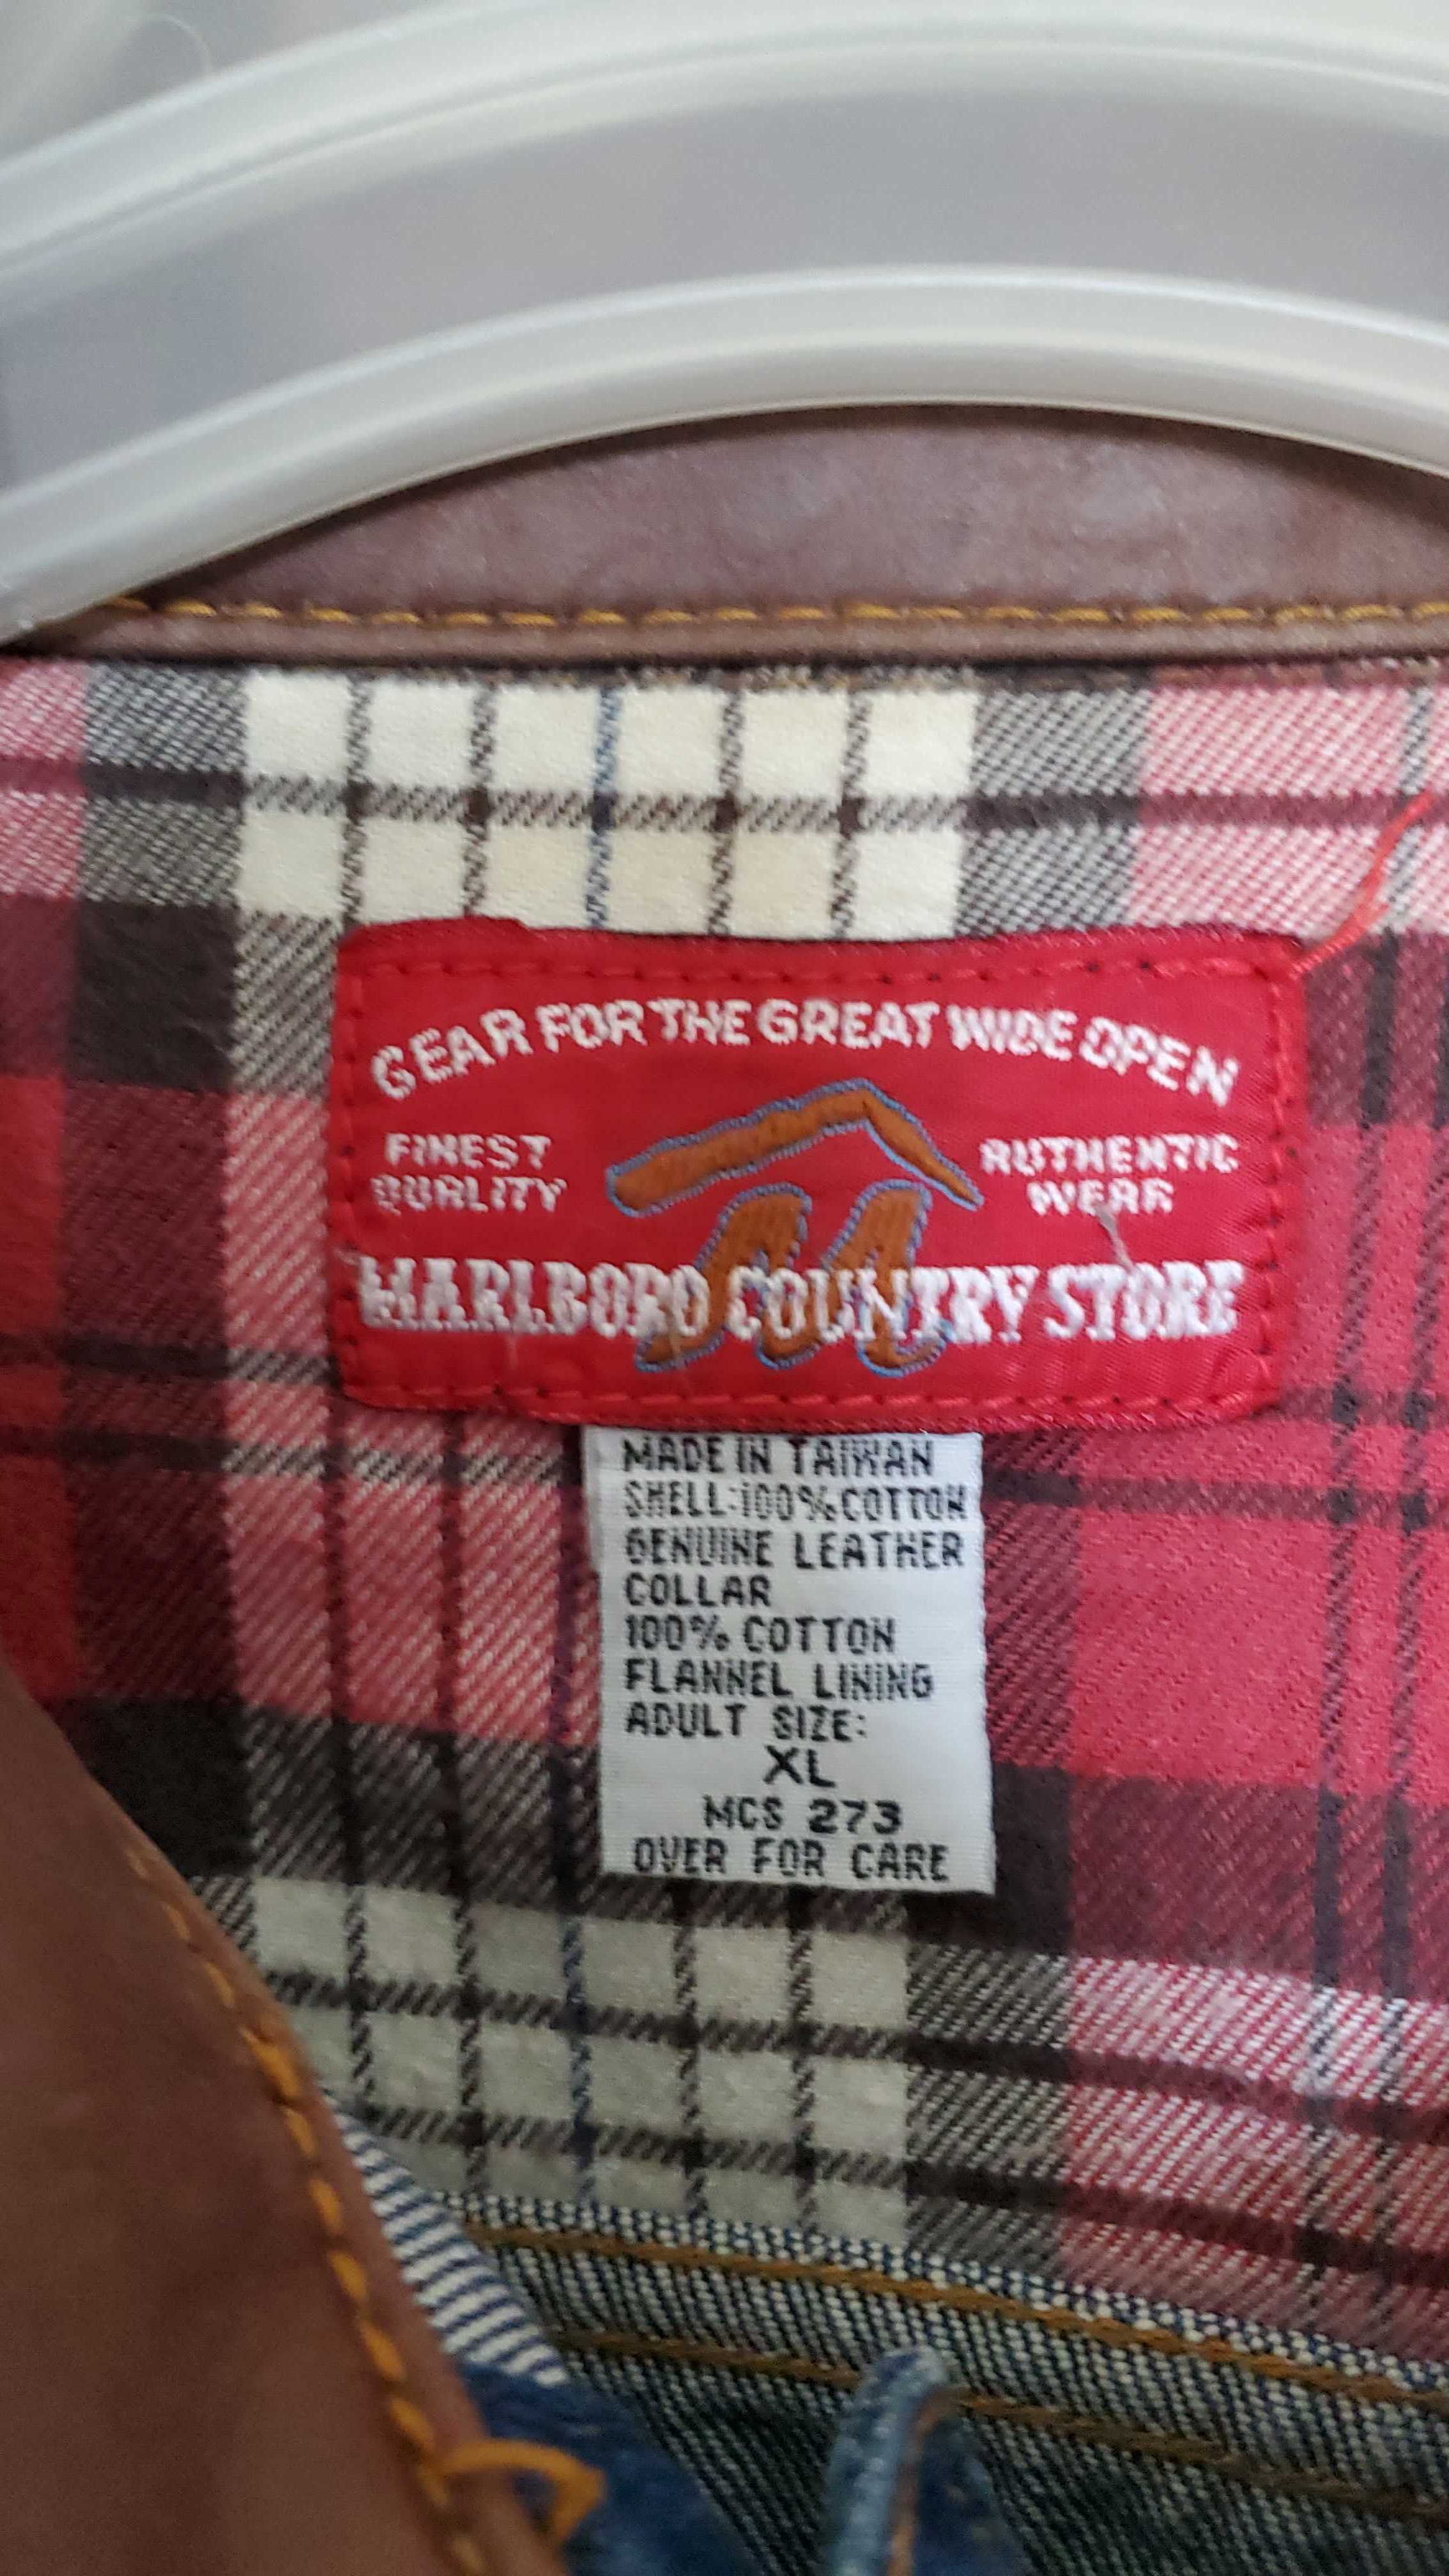 GEAR FOR THE GREAT WIDE OPEN
FINEST
QUALITY
AUTHENTIC
WEAR
MARLBORO COUNTRY STORE
MADE IN TAIWAN
SHELL:100%COTTON
GENUINE LEATHER
COLLAR
100% COTTON
FLANNEL LINING
ADULT SIZE:
XL
MCS 273
OVER FOR CARE